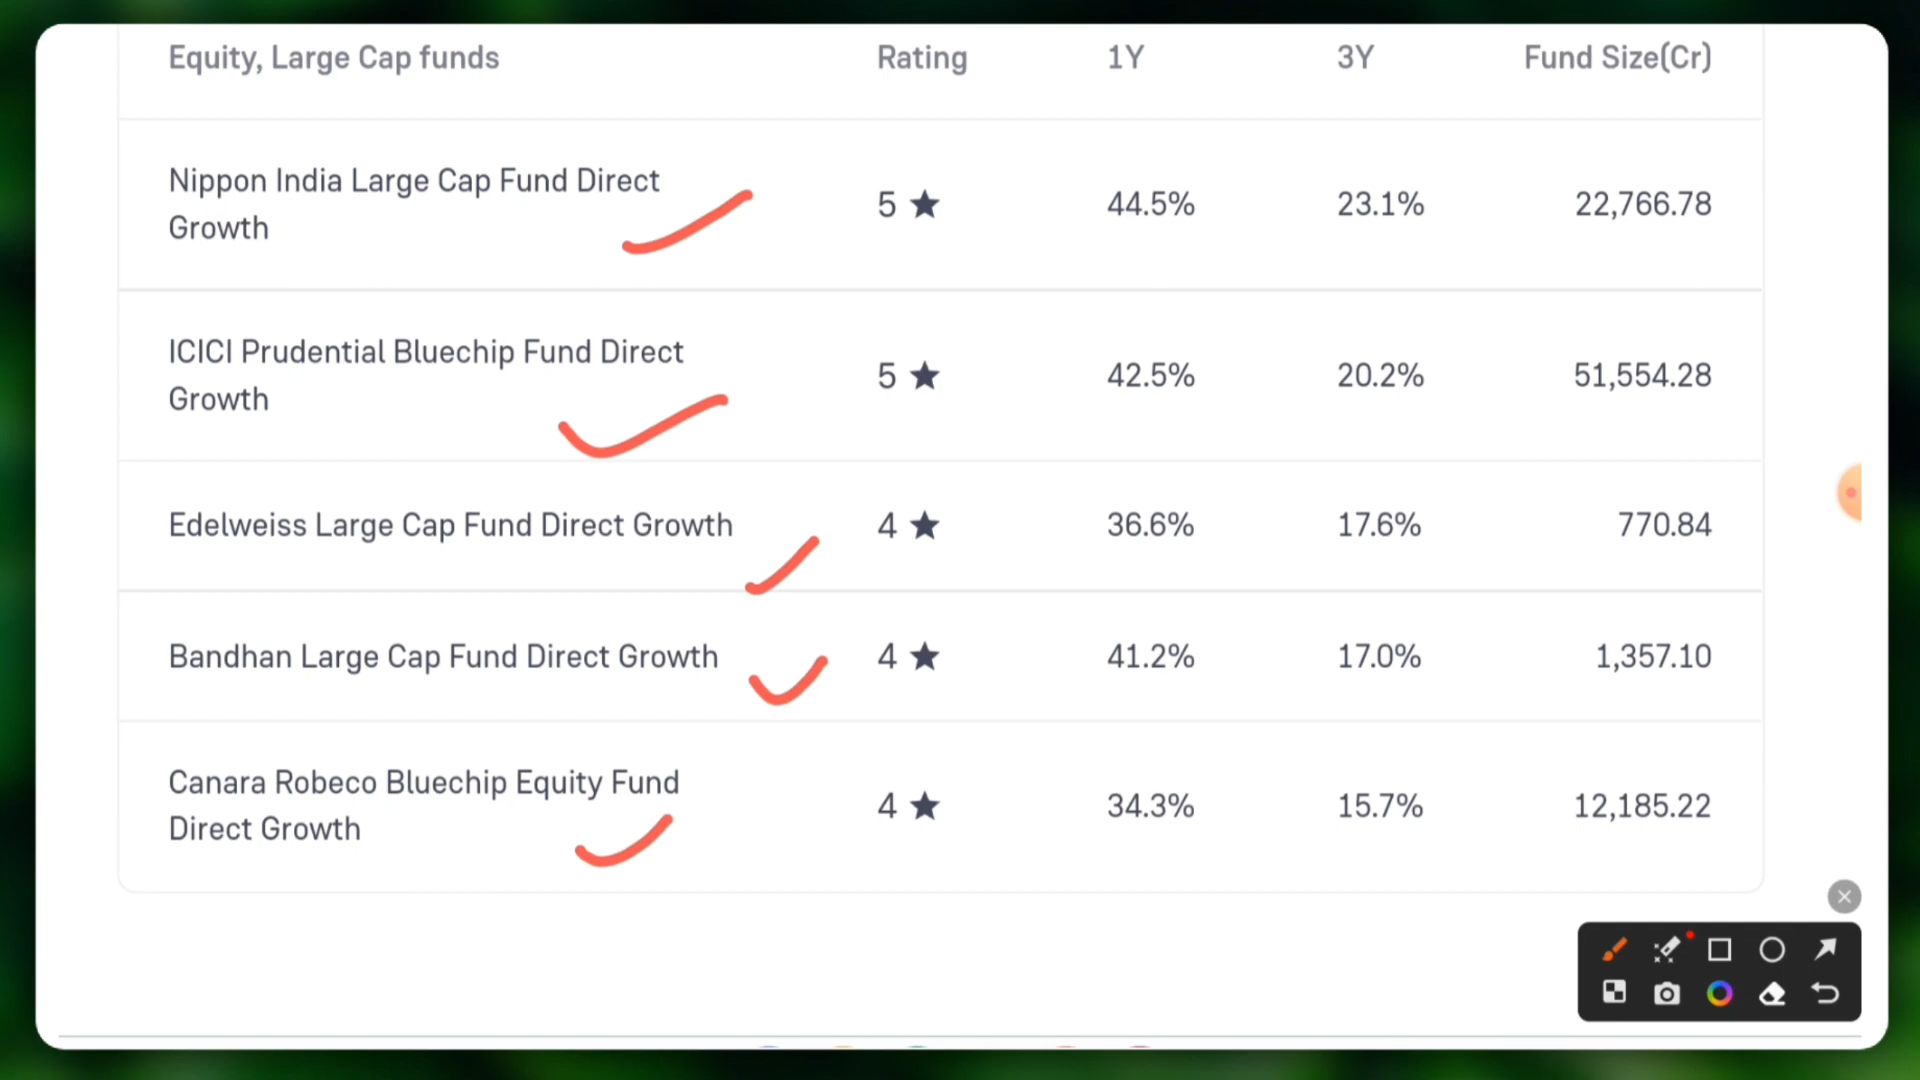 Equity, Large Cap funds Rating 1Y 3Y Fund Size(Cr)
Nippon India Large Cap Fund Direct
Growth
5 ★ 44.5% 23.1% 22,766.78
ICICI Prudential Bluechip Fund Direct
Growth
5 ★ 42.5% 20.2% 51,554.28
Edelweiss Large Cap Fund Direct Growth 4 ★ 36.6% 17.6% 770.84
Bandhan Large Cap Fund Direct Growth 4 ★ 41.2% 17.0% 1,357.10
Canara Robeco Bluechip Equity Fund
Direct Growth
4 ★ 34.3% 15.7% 12,185.22